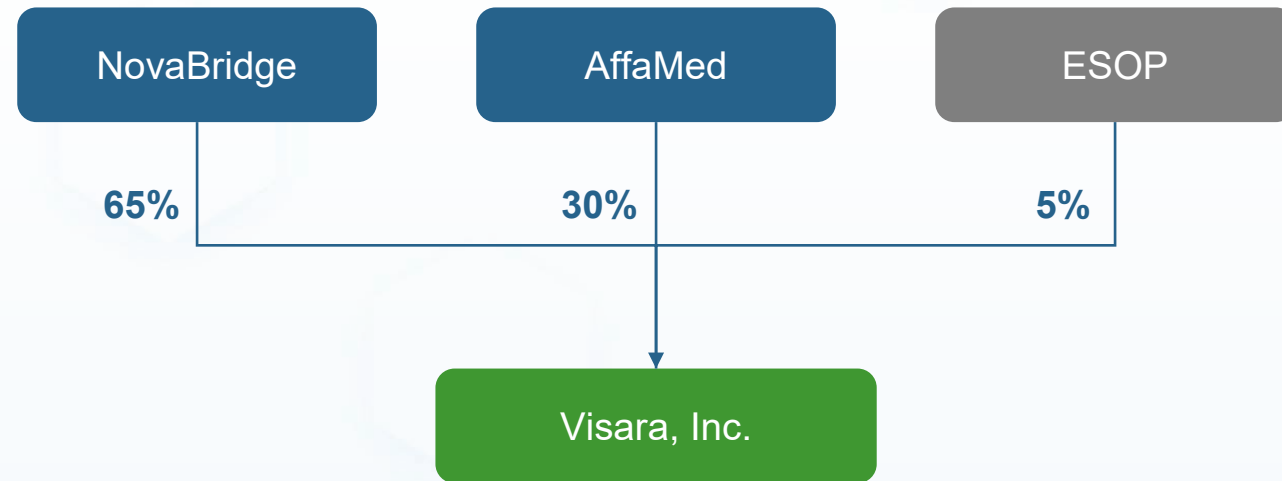 NovaBridge
AffaMed
ESOP
65%
30%
5%
Visara, Inc.